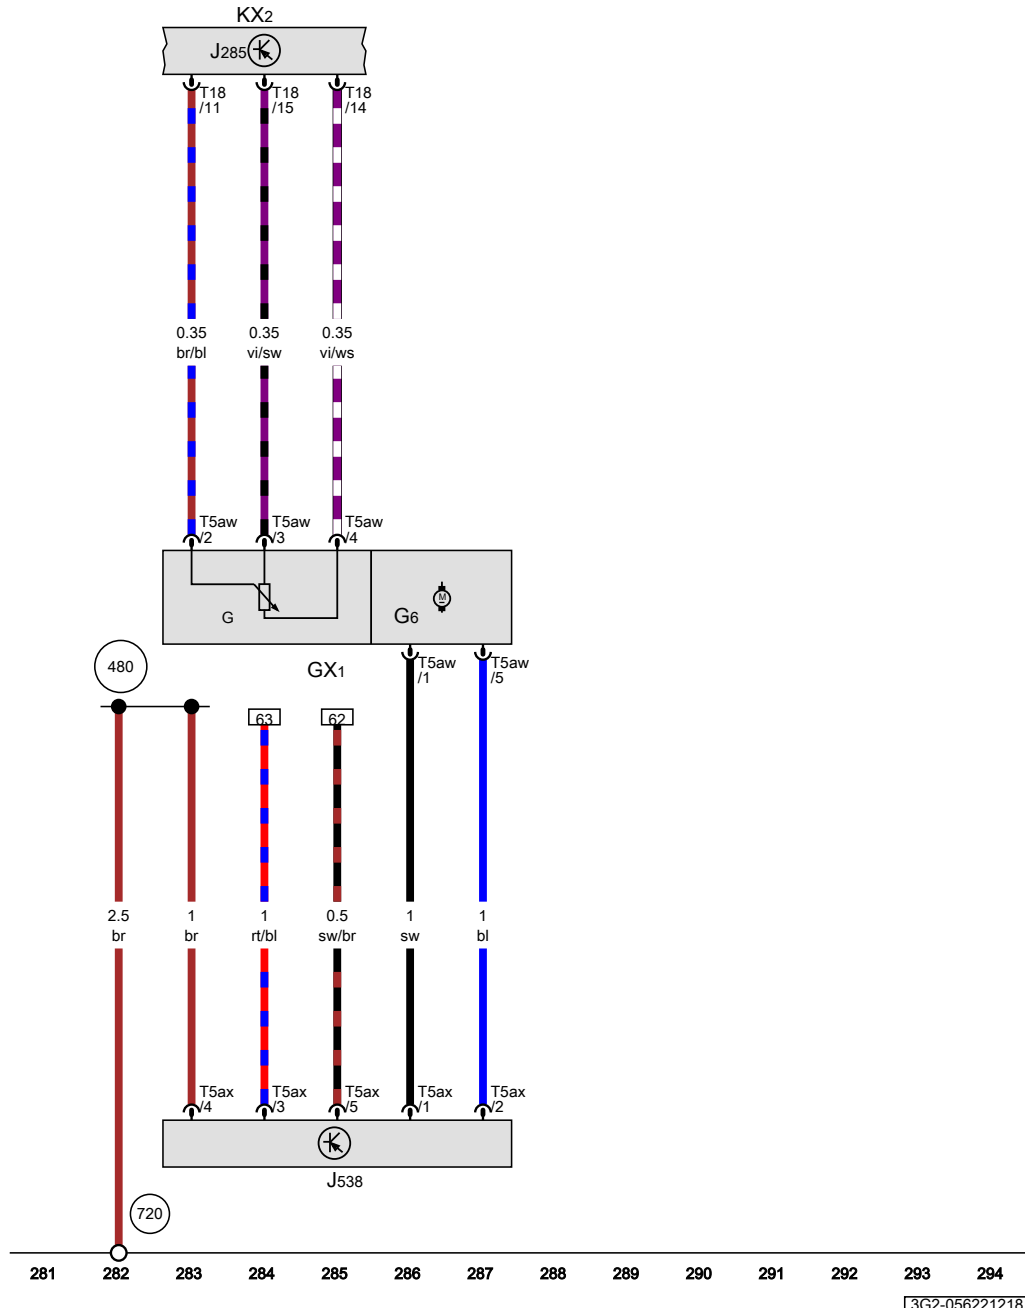 KX2
J285
T18 T18 T18
/11 /15 /14
0.35 0.35 0.35
br/bl vi/sw vi/ws
T5aw T5aw T5aw
/2 /3 /4
G G6
M
GX1
T5aw T5aw
/1 /5
480
63 62
2.5 1 1 0.5 1 1
br br rt/bl sw/br sw bl
T5ax T5ax T5ax T5ax T5ax
/4 /3 /5 /1 /2
J538
720
281 282 283 284 285 286 287 288 289 290 291 292 293 294
3G2-056221218